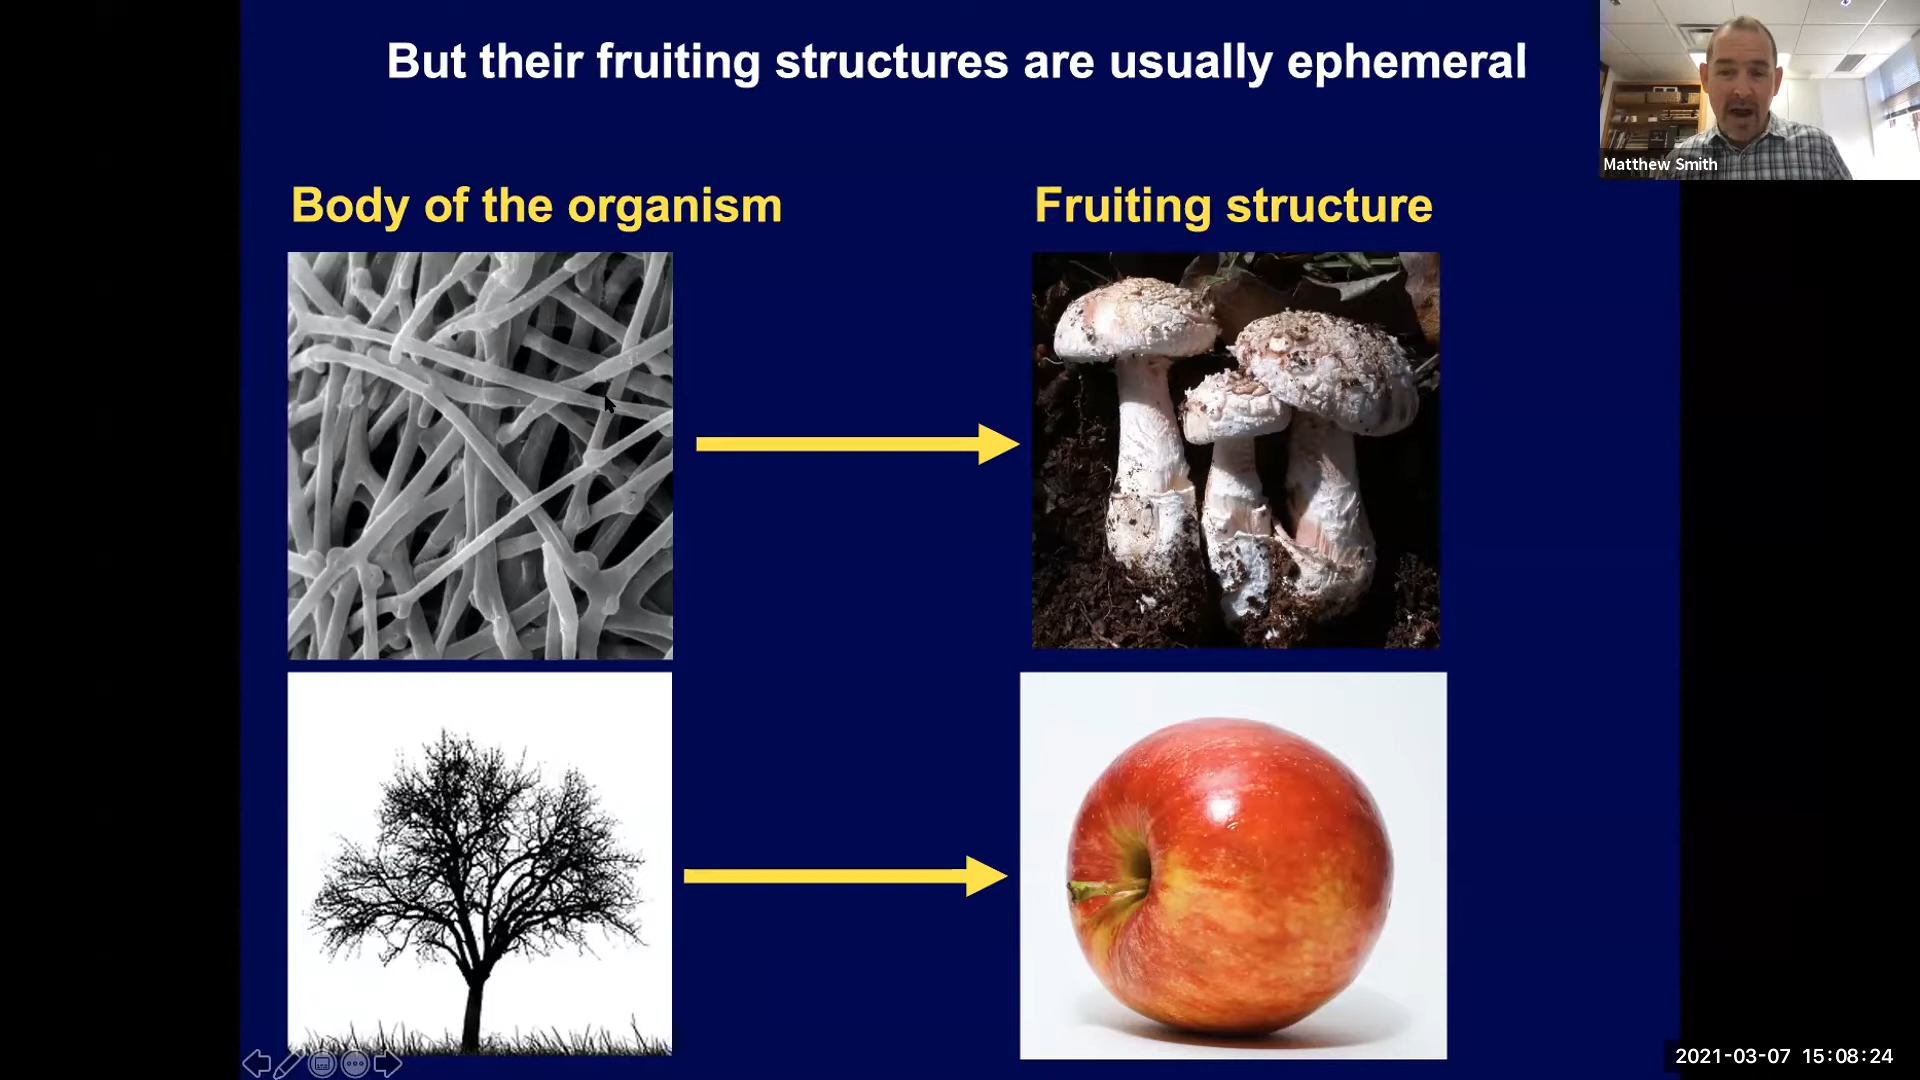 But their fruiting structures are usually ephemeral
Matthew Smith
Body of the organism
Fruiting structure
2021-03-07 15:08:24